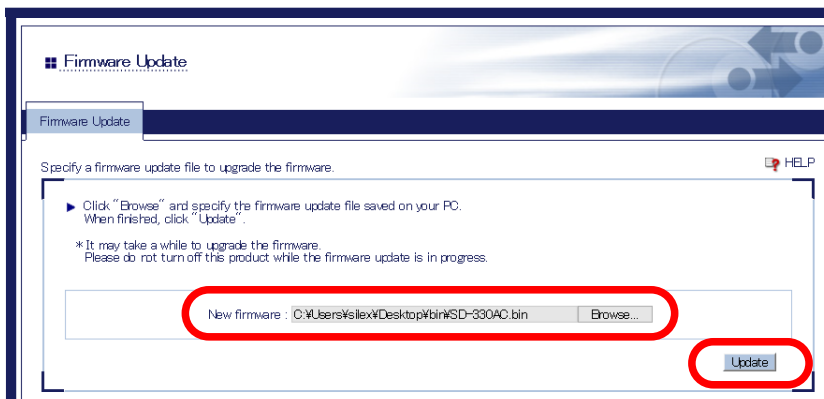 Firmware Update
Firmware Update
Specify a firmware update file to upgrade the firmware.
HELP
Click "Browse" and specify the firmware update file saved on your PC.
When finished, click "Update".
*It may take a while to upgrade the firmware.
Please do not turn off this product while the firmware update is in progress.
New firmware : C:¥Users¥silex¥Desktop¥bin¥SD-330AC.bin Browse...
Update